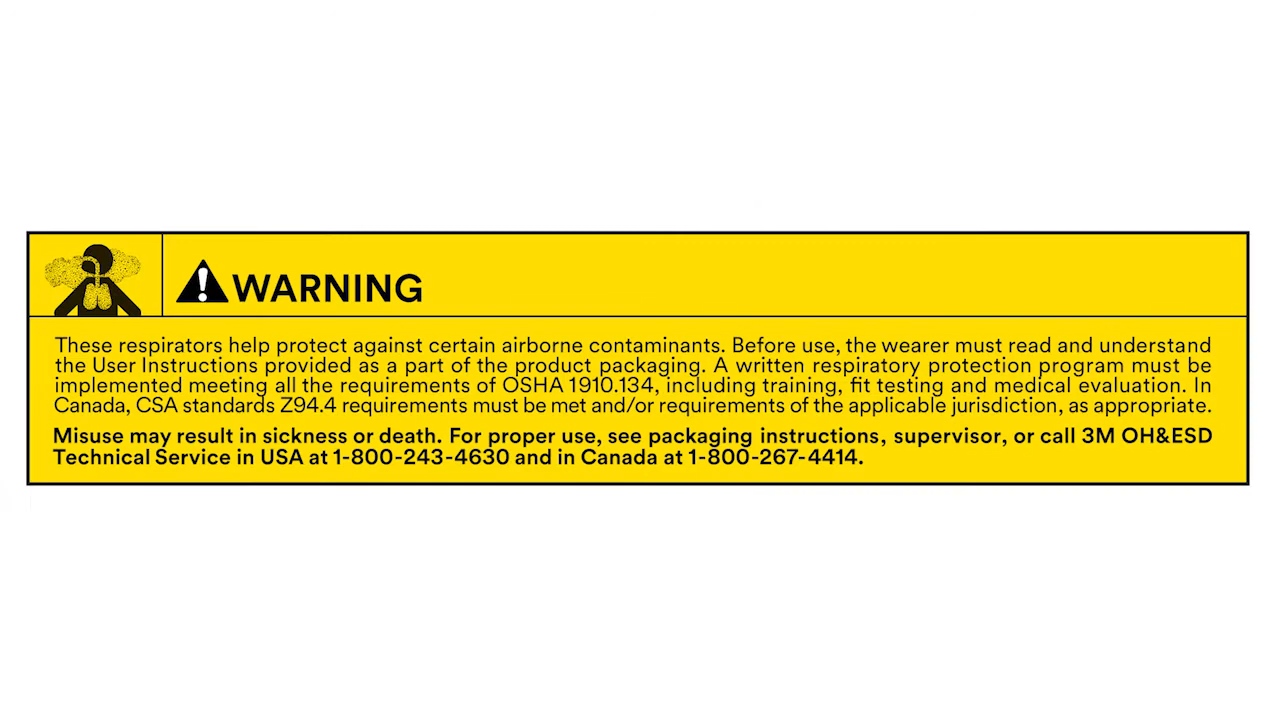 WARNING
These respirators help protect against certain airborne contaminants. Before use, the wearer must read and understand
the User Instructions provided as a part of the product packaging. A written respiratory protection program must be
implemented meeting all the requirements of OSHA 1910.134, including training, fit testing and medical evaluation. In
Canada, CSA standards Z94.4 requirements must be met and/or requirements of the applicable jurisdiction, as appropriate.
Misuse may result in sickness or death. For proper use, see packaging instructions, supervisor, or call 3M OH&ESD
Technical Service in USA at 1-800-243-4630 and in Canada at 1-800-267-4414.